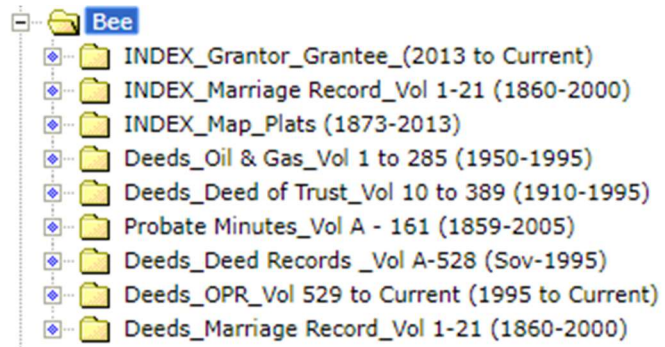 Bee
INDEX_Grantor_Grantee_(2013 to Current)
INDEX_Marriage Record_Vol 1-21 (1860-2000)
INDEX_Map_Plats (1873-2013)
Deeds_Oil & Gas_Vol 1 to 285 (1950-1995)
Deeds_Deed of Trust_Vol 10 to 389 (1910-1995)
Probate Minutes_Vol A - 161 (1859-2005)
Deeds_Deed Records _Vol A-528 (Sov-1995)
Deeds_OPR_Vol 529 to Current (1995 to Current)
Deeds_Marriage Record_Vol 1-21 (1860-2000)